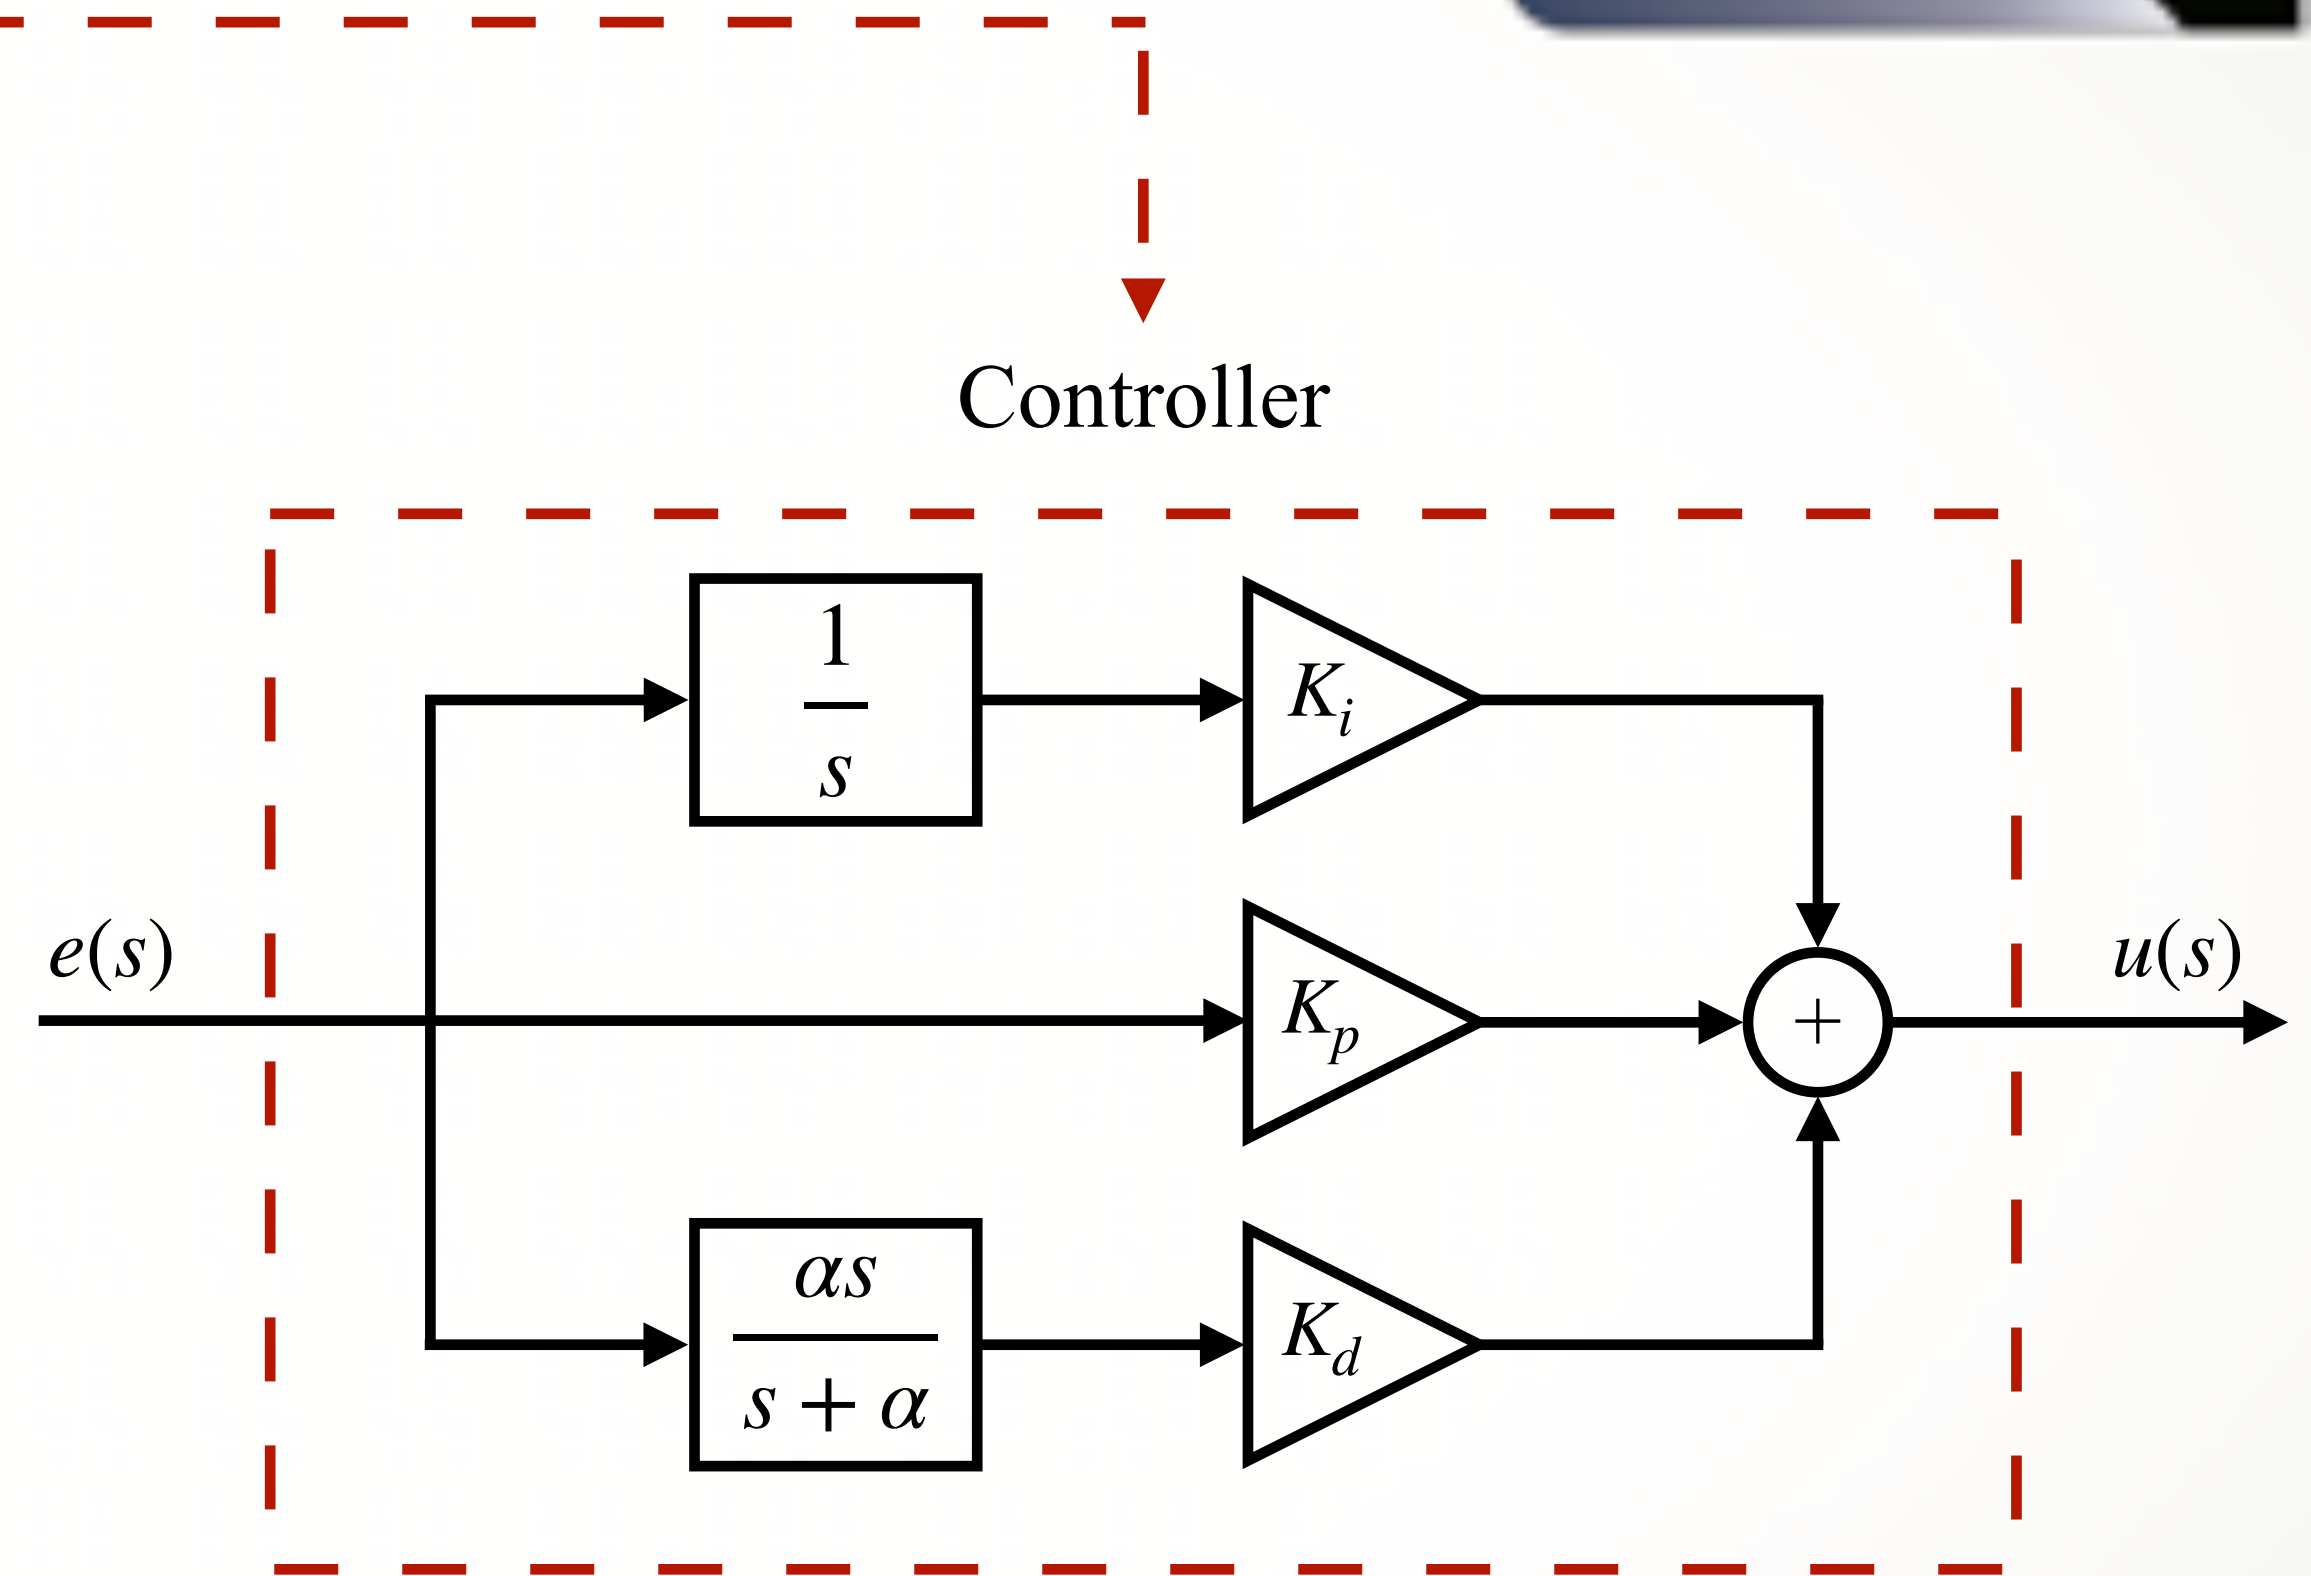 Controller
1
s
K_i
e(s)
K_p
+
u(s)
αs
s + α
K_d